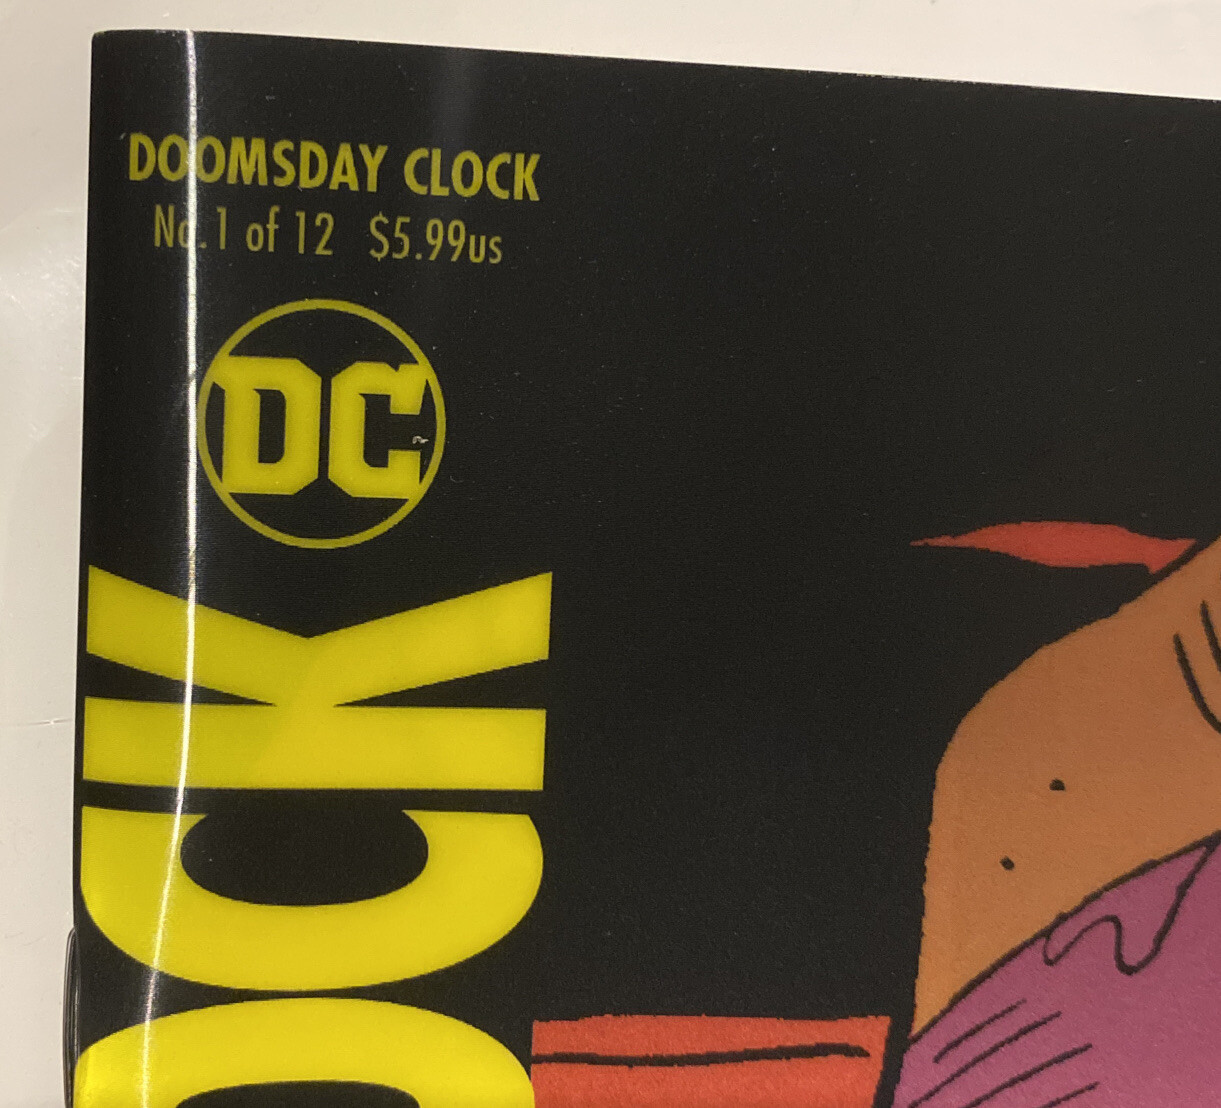 DOOMSDAY CLOCK
No.1 of 12 $5.99us
DC
OCK